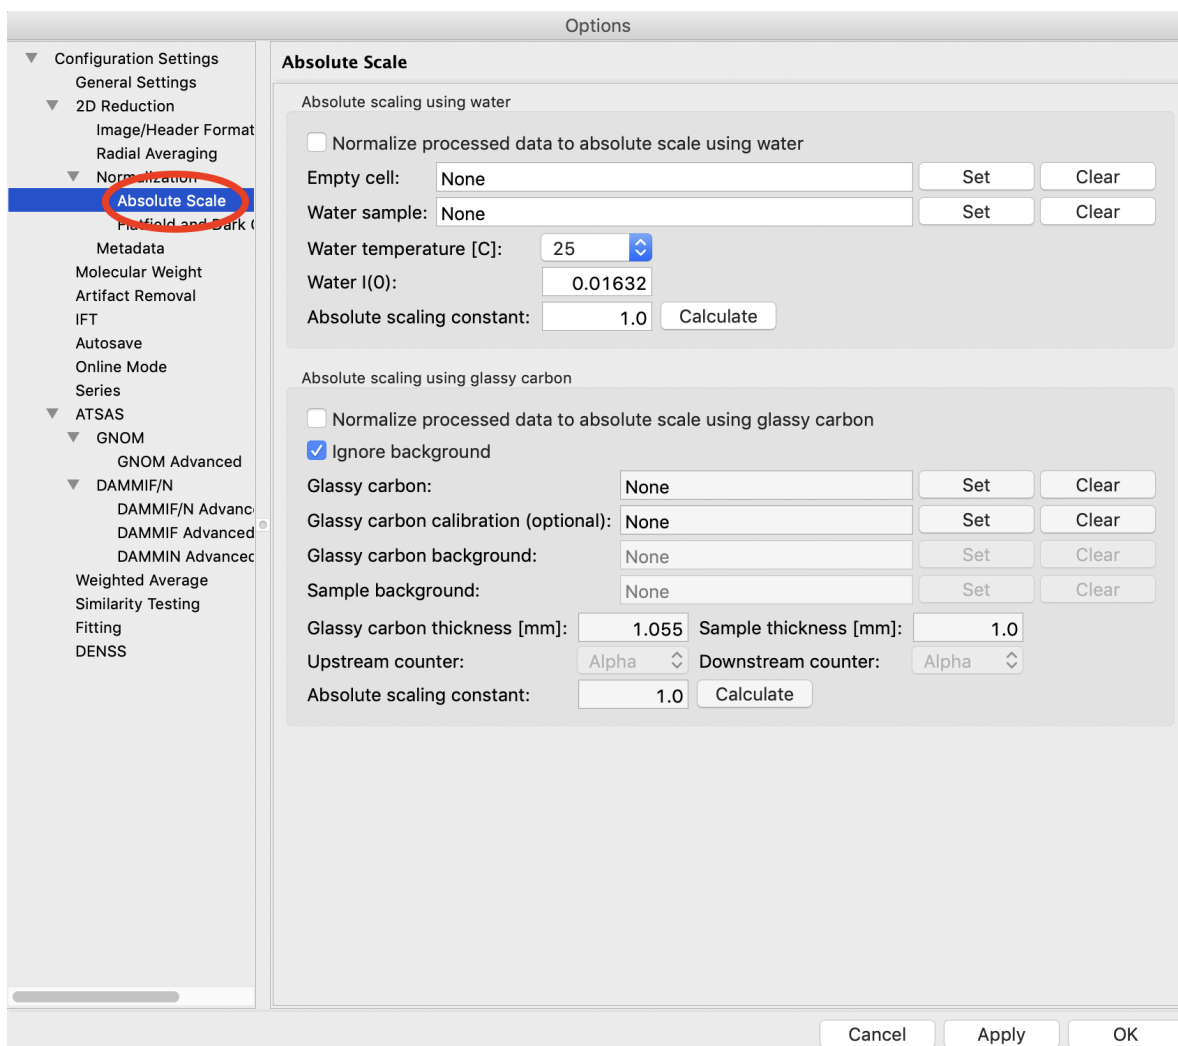 Options
Configuration Settings
General Settings
2D Reduction
Image/Header Format
Radial Averaging
Normalization
Absolute Scale
Flatfield and Dark
Metadata
Molecular Weight
Artifact Removal
IFT
Autosave
Online Mode
Series
ATSAS
GNOM
GNOM Advanced
DAMMIF/N
DAMMIF/N Advanc
DAMMIF Advanced
DAMMIN Advanced
Weighted Average
Similarity Testing
Fitting
DENSS
Absolute Scale
Absolute scaling using water
Normalize processed data to absolute scale using water
Empty cell: None Set Clear
Water sample: None Set Clear
Water temperature [C]: 25
Water I(0): 0.01632
Absolute scaling constant: 1.0 Calculate
Absolute scaling using glassy carbon
Normalize processed data to absolute scale using glassy carbon
Ignore background
Glassy carbon: None Set Clear
Glassy carbon calibration (optional): None Set Clear
Glassy carbon background: None Set Clear
Sample background: None Set Clear
Glassy carbon thickness [mm]: 1.055 Sample thickness [mm]: 1.0
Upstream counter: Alpha Downstream counter: Alpha
Absolute scaling constant: 1.0 Calculate
Cancel Apply OK